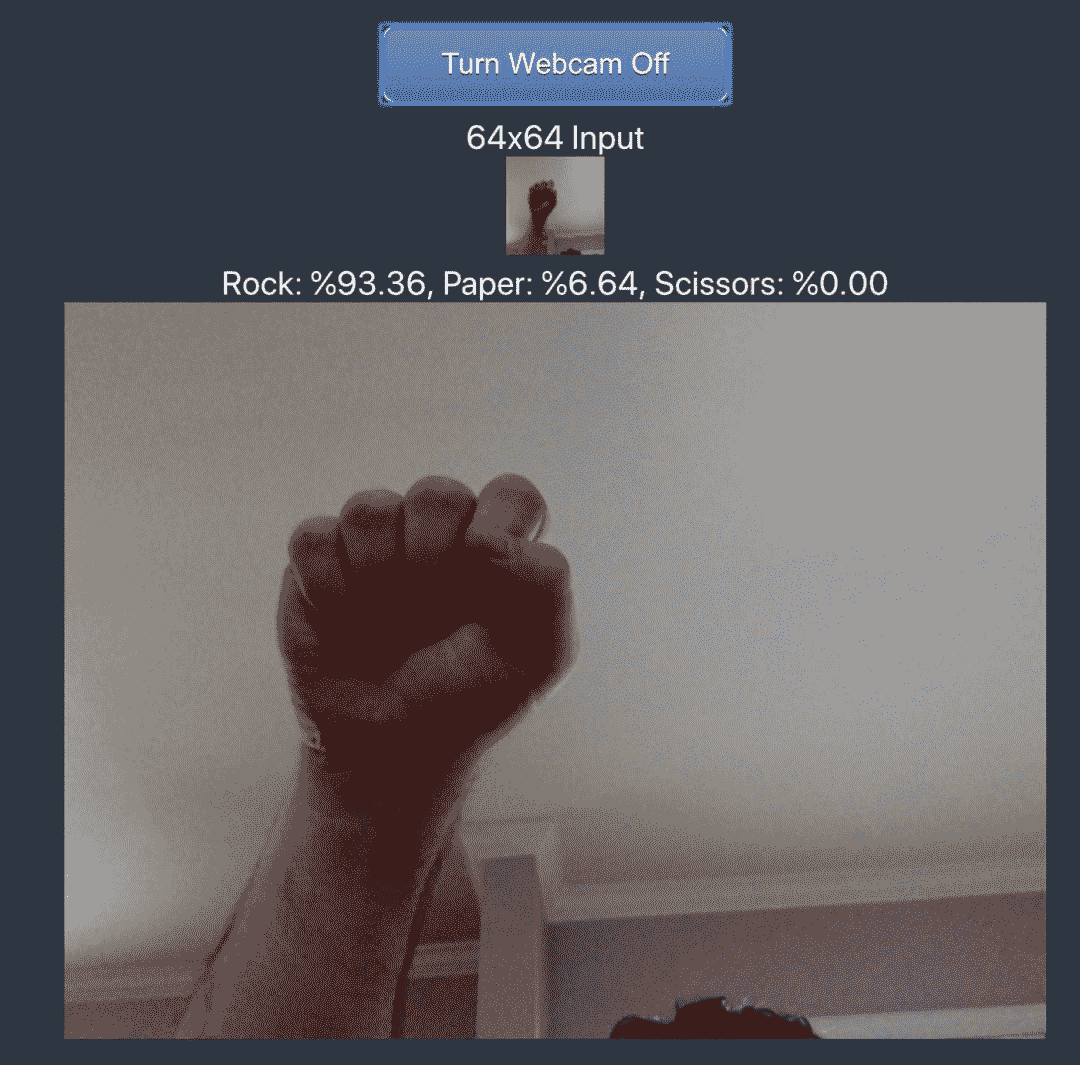 Turn Webcam Off
64x64 Input
Rock: %93.36, Paper: %6.64, Scissors: %0.00